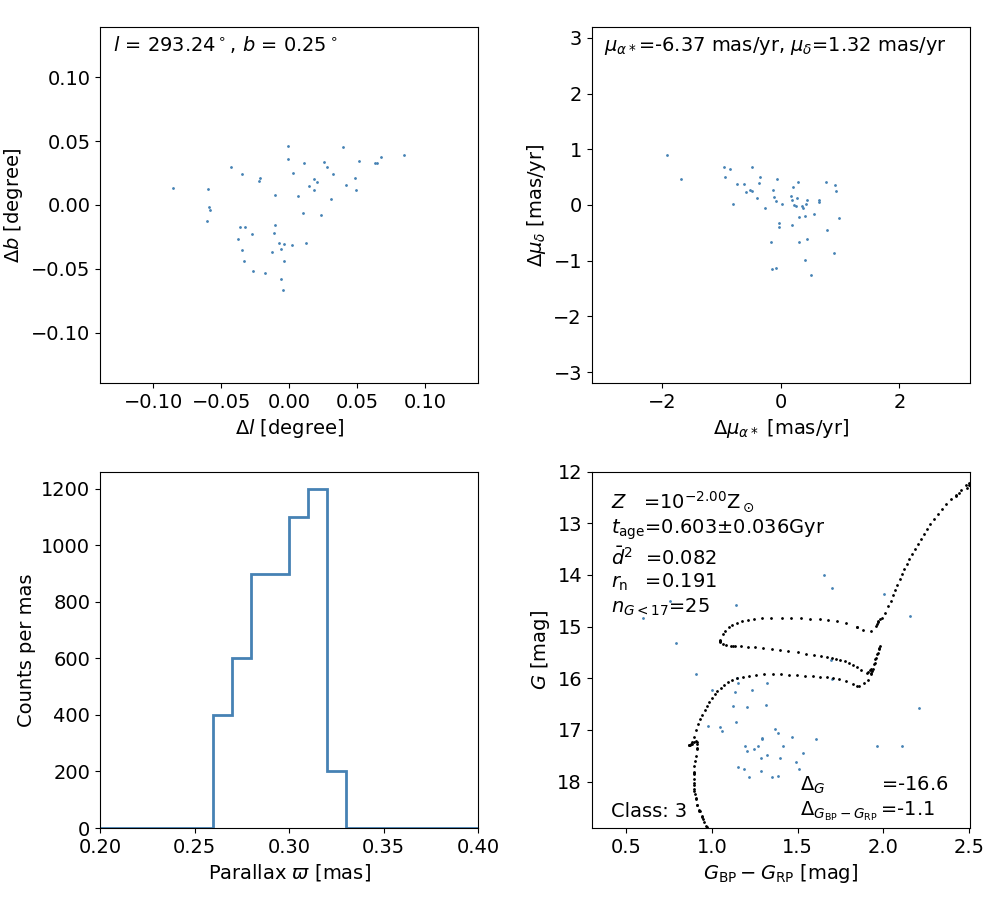 l = 293.24°, b = 0.25°
0.10
0.05
0.00
−0.05
−0.10
Δb [degree]
−0.10 −0.05 0.00 0.05 0.10
Δl [degree]
μα*=-6.37 mas/yr, μδ=1.32 mas/yr
3
2
1
0
−1
−2
−3
Δμδ [mas/yr]
−2 0 2
Δμα* [mas/yr]
1200
1000
800
600
400
200
0
Counts per mas
0.20 0.25 0.30 0.35 0.40
Parallax ϖ [mas]
12
13
14
15
16
17
18
G [mag]
Z =10^−2.00 Z⊙
tage=0.603±0.036Gyr
d̄² =0.082
rn =0.191
nG<17=25
Class: 3
ΔG =-16.6
ΔGBP−GRP=-1.1
0.5 1.0 1.5 2.0 2.5
GBP − GRP [mag]